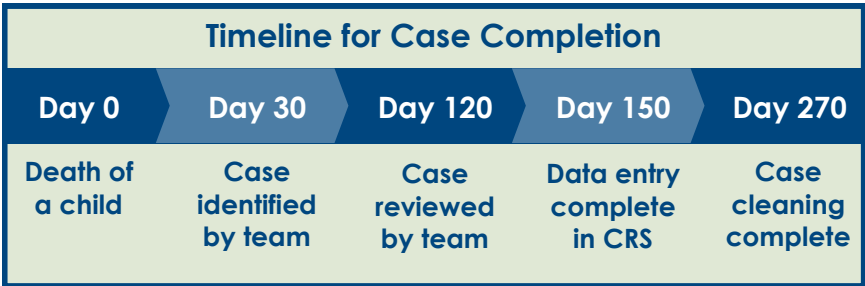 Timeline for Case Completion
Day 0
Day 30
Day 120
Day 150
Day 270
Death of
a child
Case
identified
by team
Case
reviewed
by team
Data entry
complete
in CRS
Case
cleaning
complete